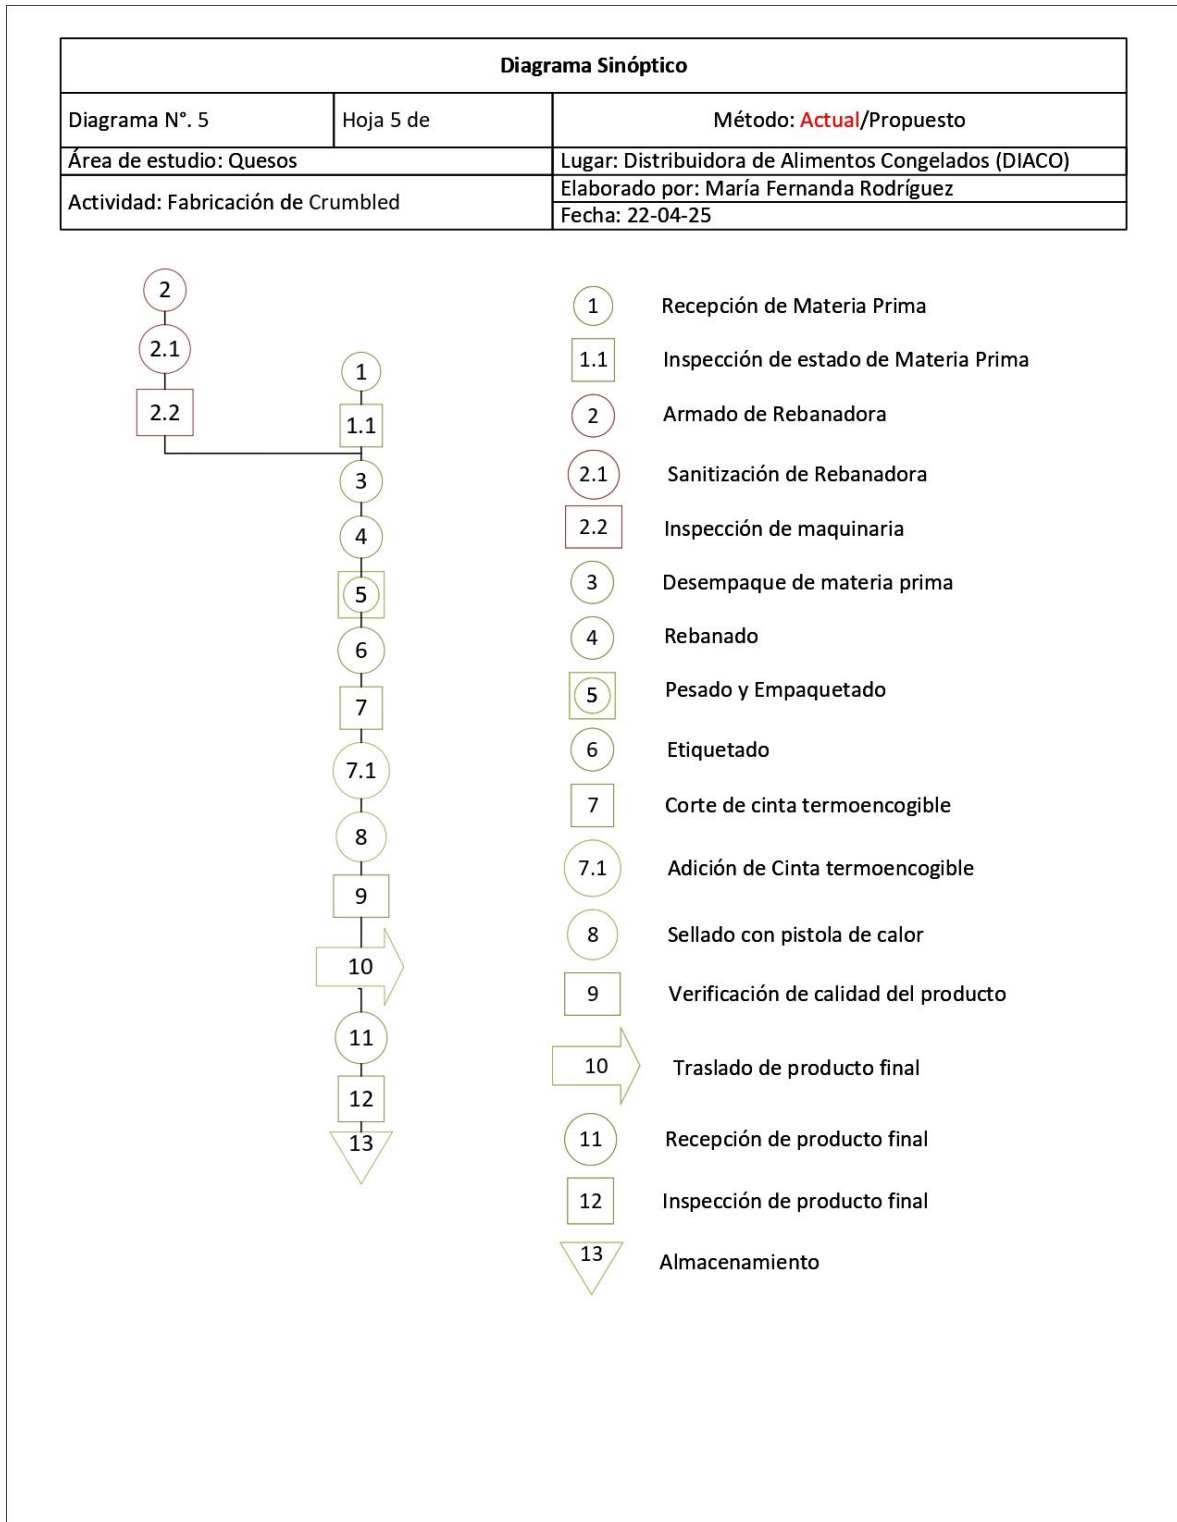 Diagrama Sinóptico
Diagrama N°. 5
Hoja 5 de
Método: Actual/Propuesto
Área de estudio: Quesos
Lugar: Distribuidora de Alimentos Congelados (DIACO)
Actividad: Fabricación de Crumbled
Elaborado por: María Fernanda Rodríguez
Fecha: 22-04-25
2
2.1
2.2
1
1.1
3
4
5
6
7
7.1
8
9
10
11
12
13
1 Recepción de Materia Prima
1.1 Inspección de estado de Materia Prima
2 Armado de Rebanadora
2.1 Sanitización de Rebanadora
2.2 Inspección de maquinaria
3 Desempaque de materia prima
4 Rebanado
5 Pesado y Empaquetado
6 Etiquetado
7 Corte de cinta termoencogible
7.1 Adición de Cinta termoencogible
8 Sellado con pistola de calor
9 Verificación de calidad del producto
10 Traslado de producto final
11 Recepción de producto final
12 Inspección de producto final
13 Almacenamiento